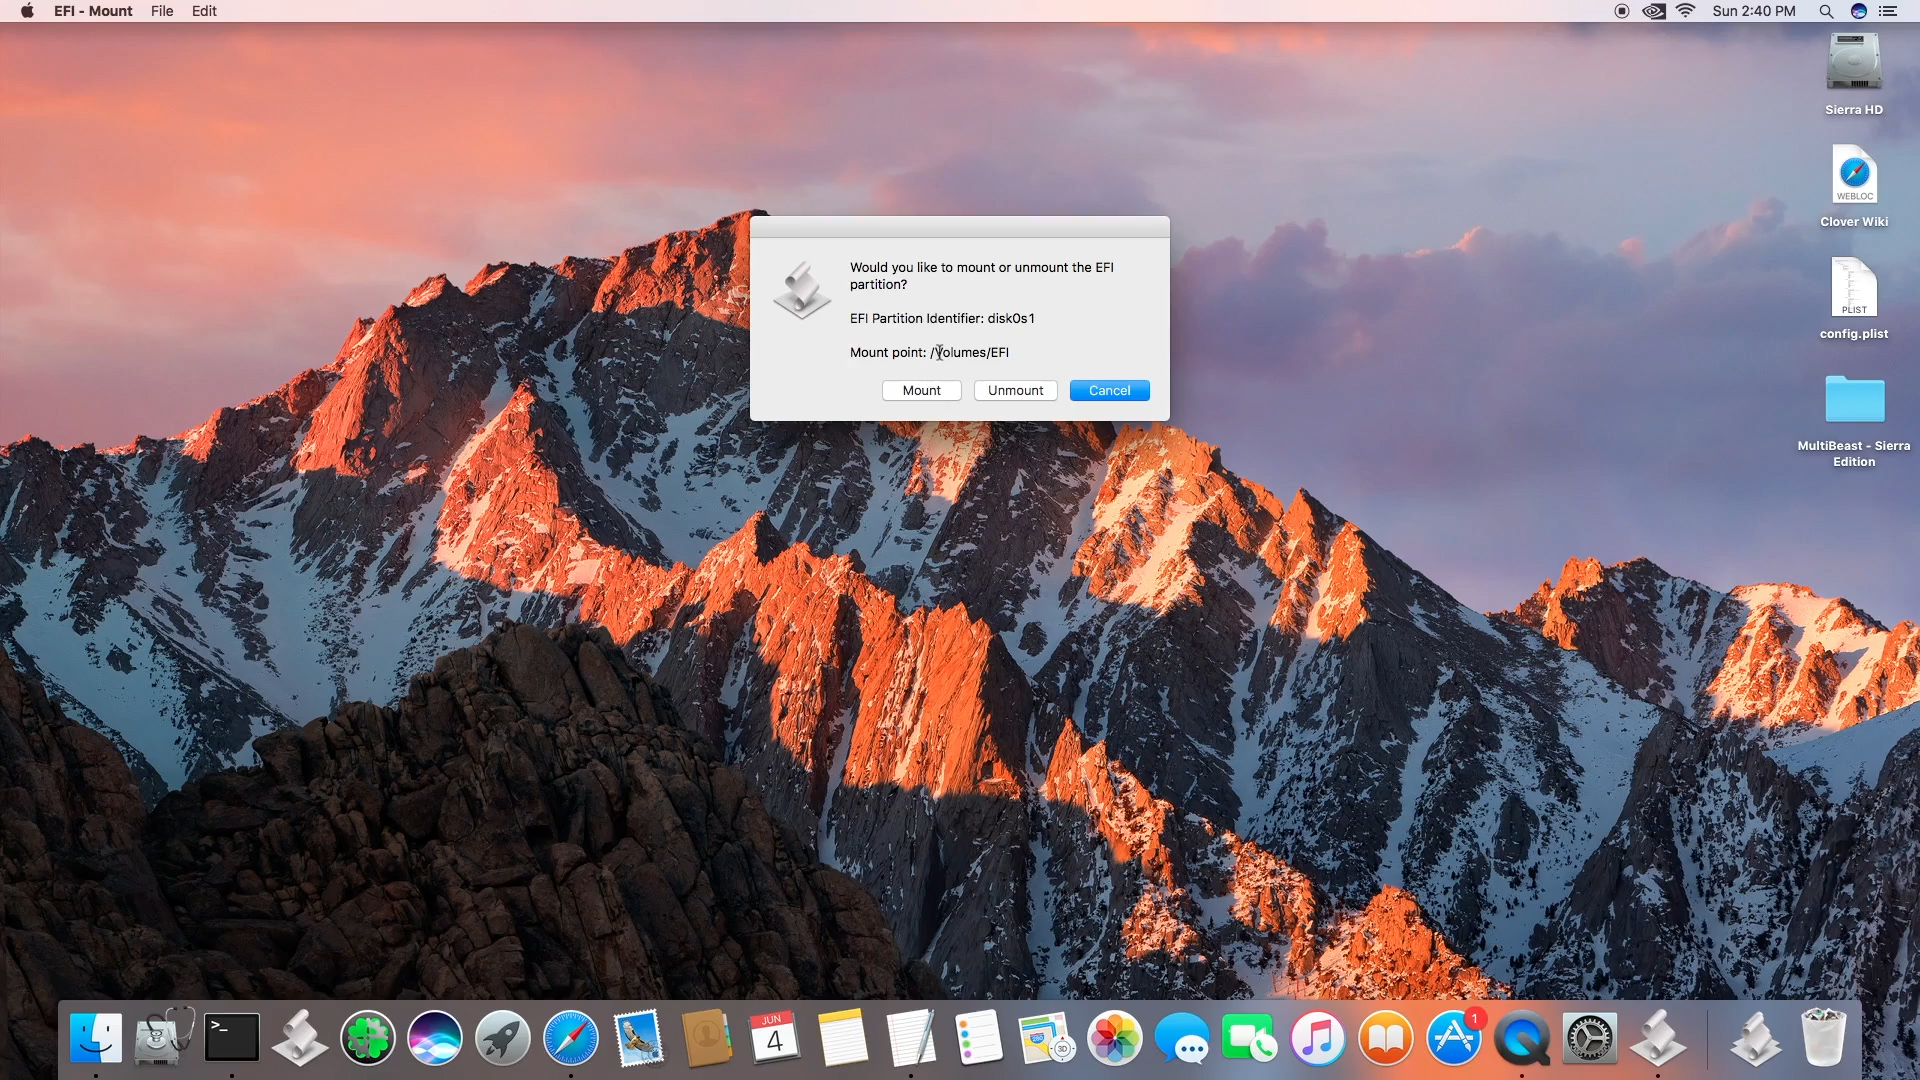 EFI - Mount File Edit
Sun 2:40 PM
Sierra HD
WEBLOC
Clover Wiki
PLIST
config.plist
MultiBeast - Sierra
Edition
Would you like to mount or unmount the EFI
partition?
EFI Partition Identifier: disk0s1
Mount point: /Volumes/EFI
Mount Unmount Cancel
>_
JUN
4
280
3D
1